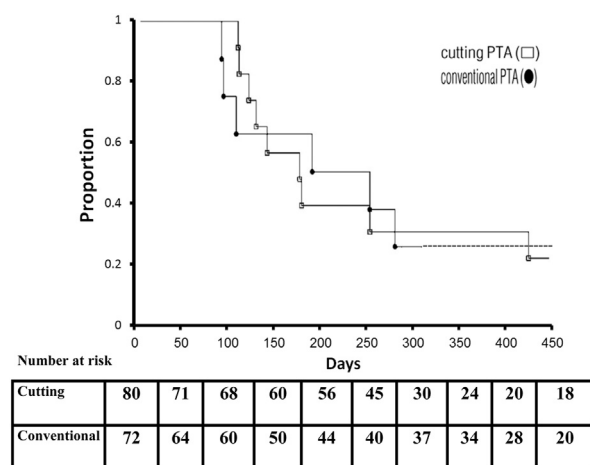 1
0.8
0.6
0.4
0.2
0
Proportion
cutting PTA (□)
conventional PTA (●)
0 50 100 150 200 250 300 350 400 450
Days
Number at risk
Cutting 80 71 68 60 56 45 30 24 20 18
Conventional 72 64 60 50 44 40 37 34 28 20